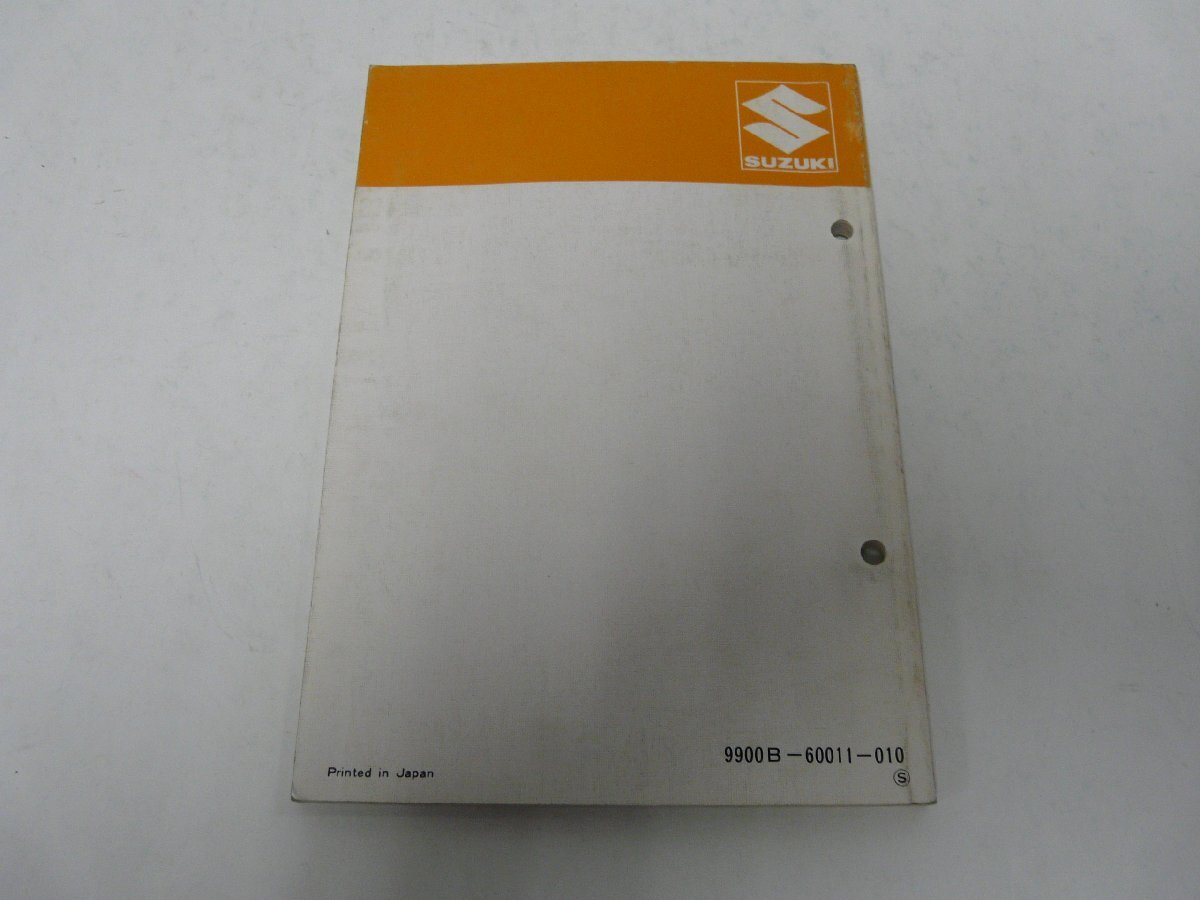 SUZUKI
9900B-60011-010
Printed in Japan
S